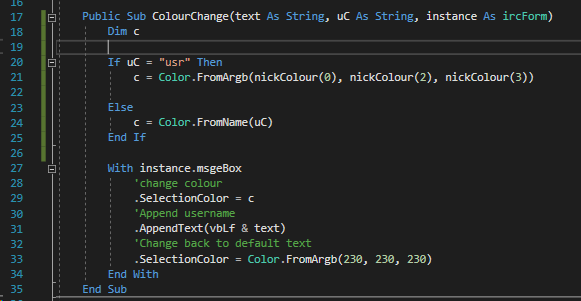 16
17 Public Sub ColourChange(text As String, uC As String, instance As ircForm)
18 Dim c
19
20 If uC = "usr" Then
21 c = Color.FromArgb(nickColour(0), nickColour(2), nickColour(3))
22
23 Else
24 c = Color.FromName(uC)
25 End If
26
27 With instance.msgeBox
28 'change colour
29 .SelectionColor = c
30 'Append username
31 .AppendText(vbLf & text)
32 'Change back to default text
33 .SelectionColor = Color.FromArgb(230, 230, 230)
34 End With
35 End Sub